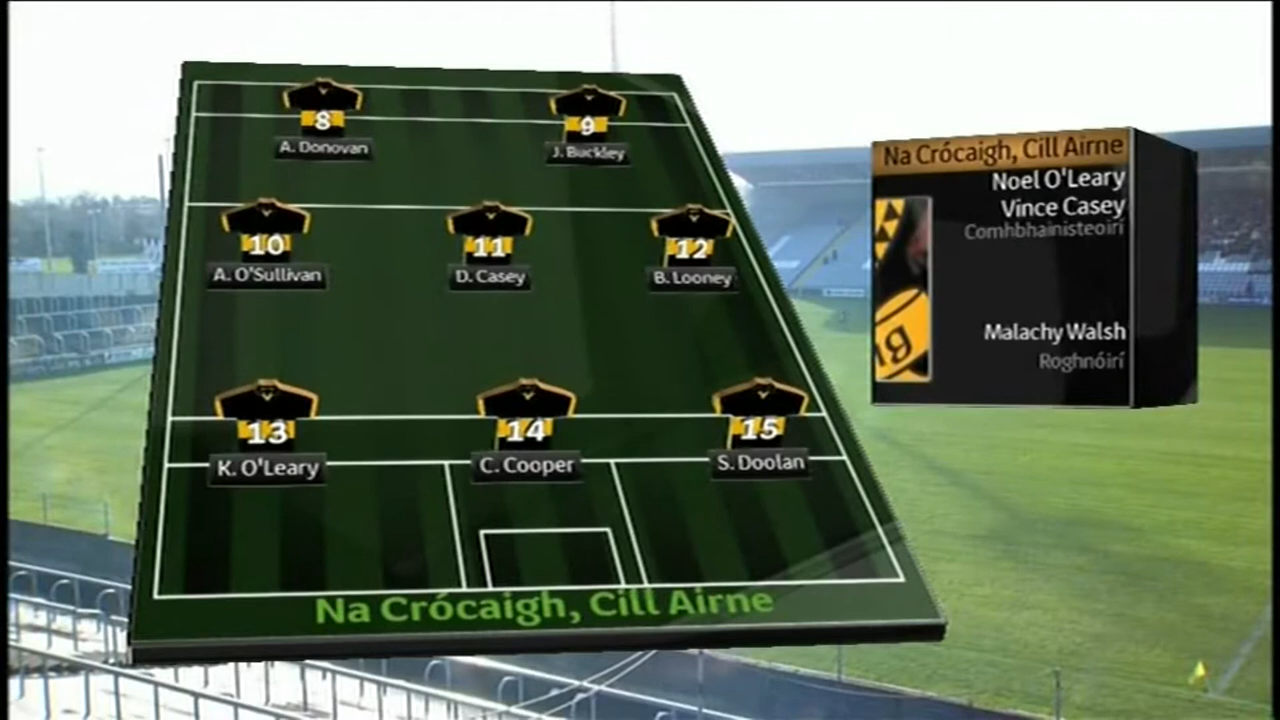 8
9
A. Donovan
J. Buckley
10
11
12
A. O'Sullivan
D. Casey
B. Looney
13
14
15
K. O'Leary
C. Cooper
S. Doolan
Na Crócaigh, Cill Airne
Na Crócaigh, Cill Airne
Noel O'Leary
Vince Casey
Comhbhainisteoirí
Malachy Walsh
Roghnóirí